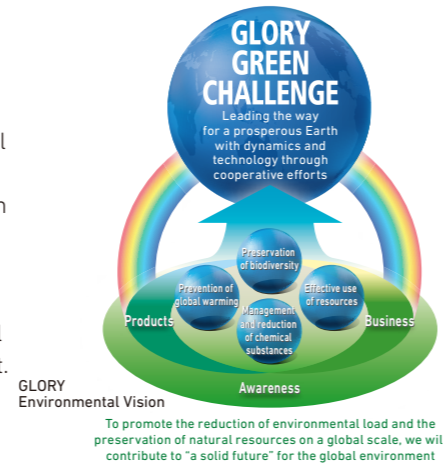 GLORY
GREEN
CHALLENGE
Leading the way
for a prosperous Earth
with dynamics and
technology through
cooperative efforts
l
n
l
t.
Preservation
of biodiversity
Prevention of
global warming
Effective use
of resources
Management
and reduction
of chemical
substances
Products
Business
Awareness
GLORY
Environmental Vision
To promote the reduction of environmental load and the
preservation of natural resources on a global scale, we wil
contribute to “a solid future” for the global environment